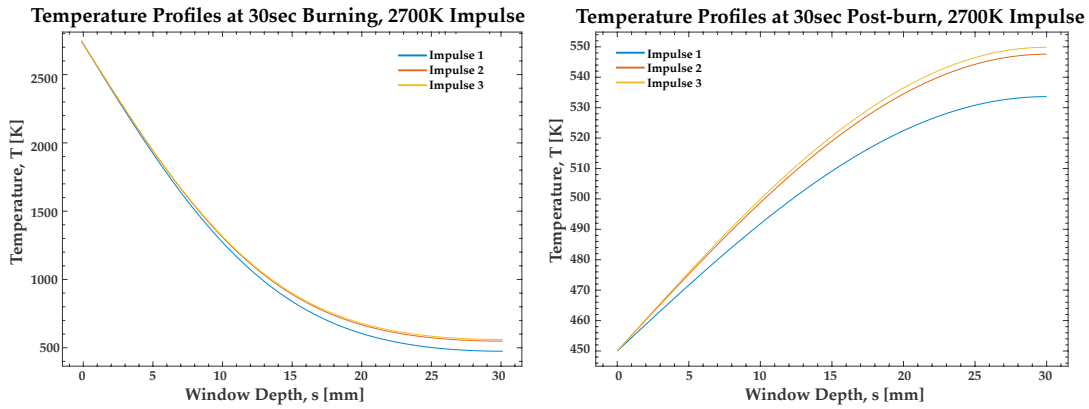 Temperature Profiles at 30sec Burning, 2700K Impulse
Impulse 1
Impulse 2
Impulse 3
2500
2000
1500
1000
500
Temperature, T [K]
0 5 10 15 20 25 30
Window Depth, s [mm]
Temperature Profiles at 30sec Post-burn, 2700K Impulse
Impulse 1
Impulse 2
Impulse 3
550
540
530
520
510
500
490
480
470
460
450
Temperature, T [K]
0 5 10 15 20 25 30
Window Depth, s [mm]